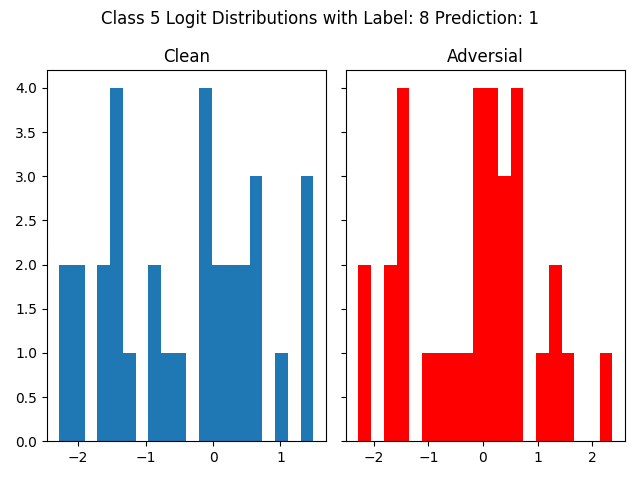 Class 5 Logit Distributions with Label: 8 Prediction: 1
Clean
Adversial
4.0
3.5
3.0
2.5
2.0
1.5
1.0
0.5
0.0
−2 −1 0 1
−2 −1 0 1 2